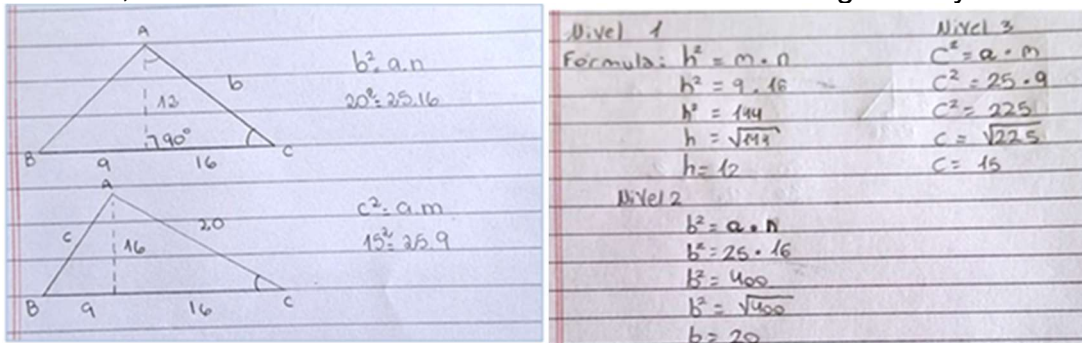 A
b² = a.n
b
20² = 25.16
12
90°
B
9
16
C
A
c² = a.m
c
20
15² = 25.9
16
B
9
16
C
Nivel 1
Fórmula: h² = m • n
h² = 9 . 16
h² = 144
h = √144
h = 12
Nivel 3
C² = a • m
C² = 25 • 9
C² = 225
C = √225
C = 15
Nivel 2
b² = a • n
b² = 25 • 16
b² = 400
b² = √400
b = 20